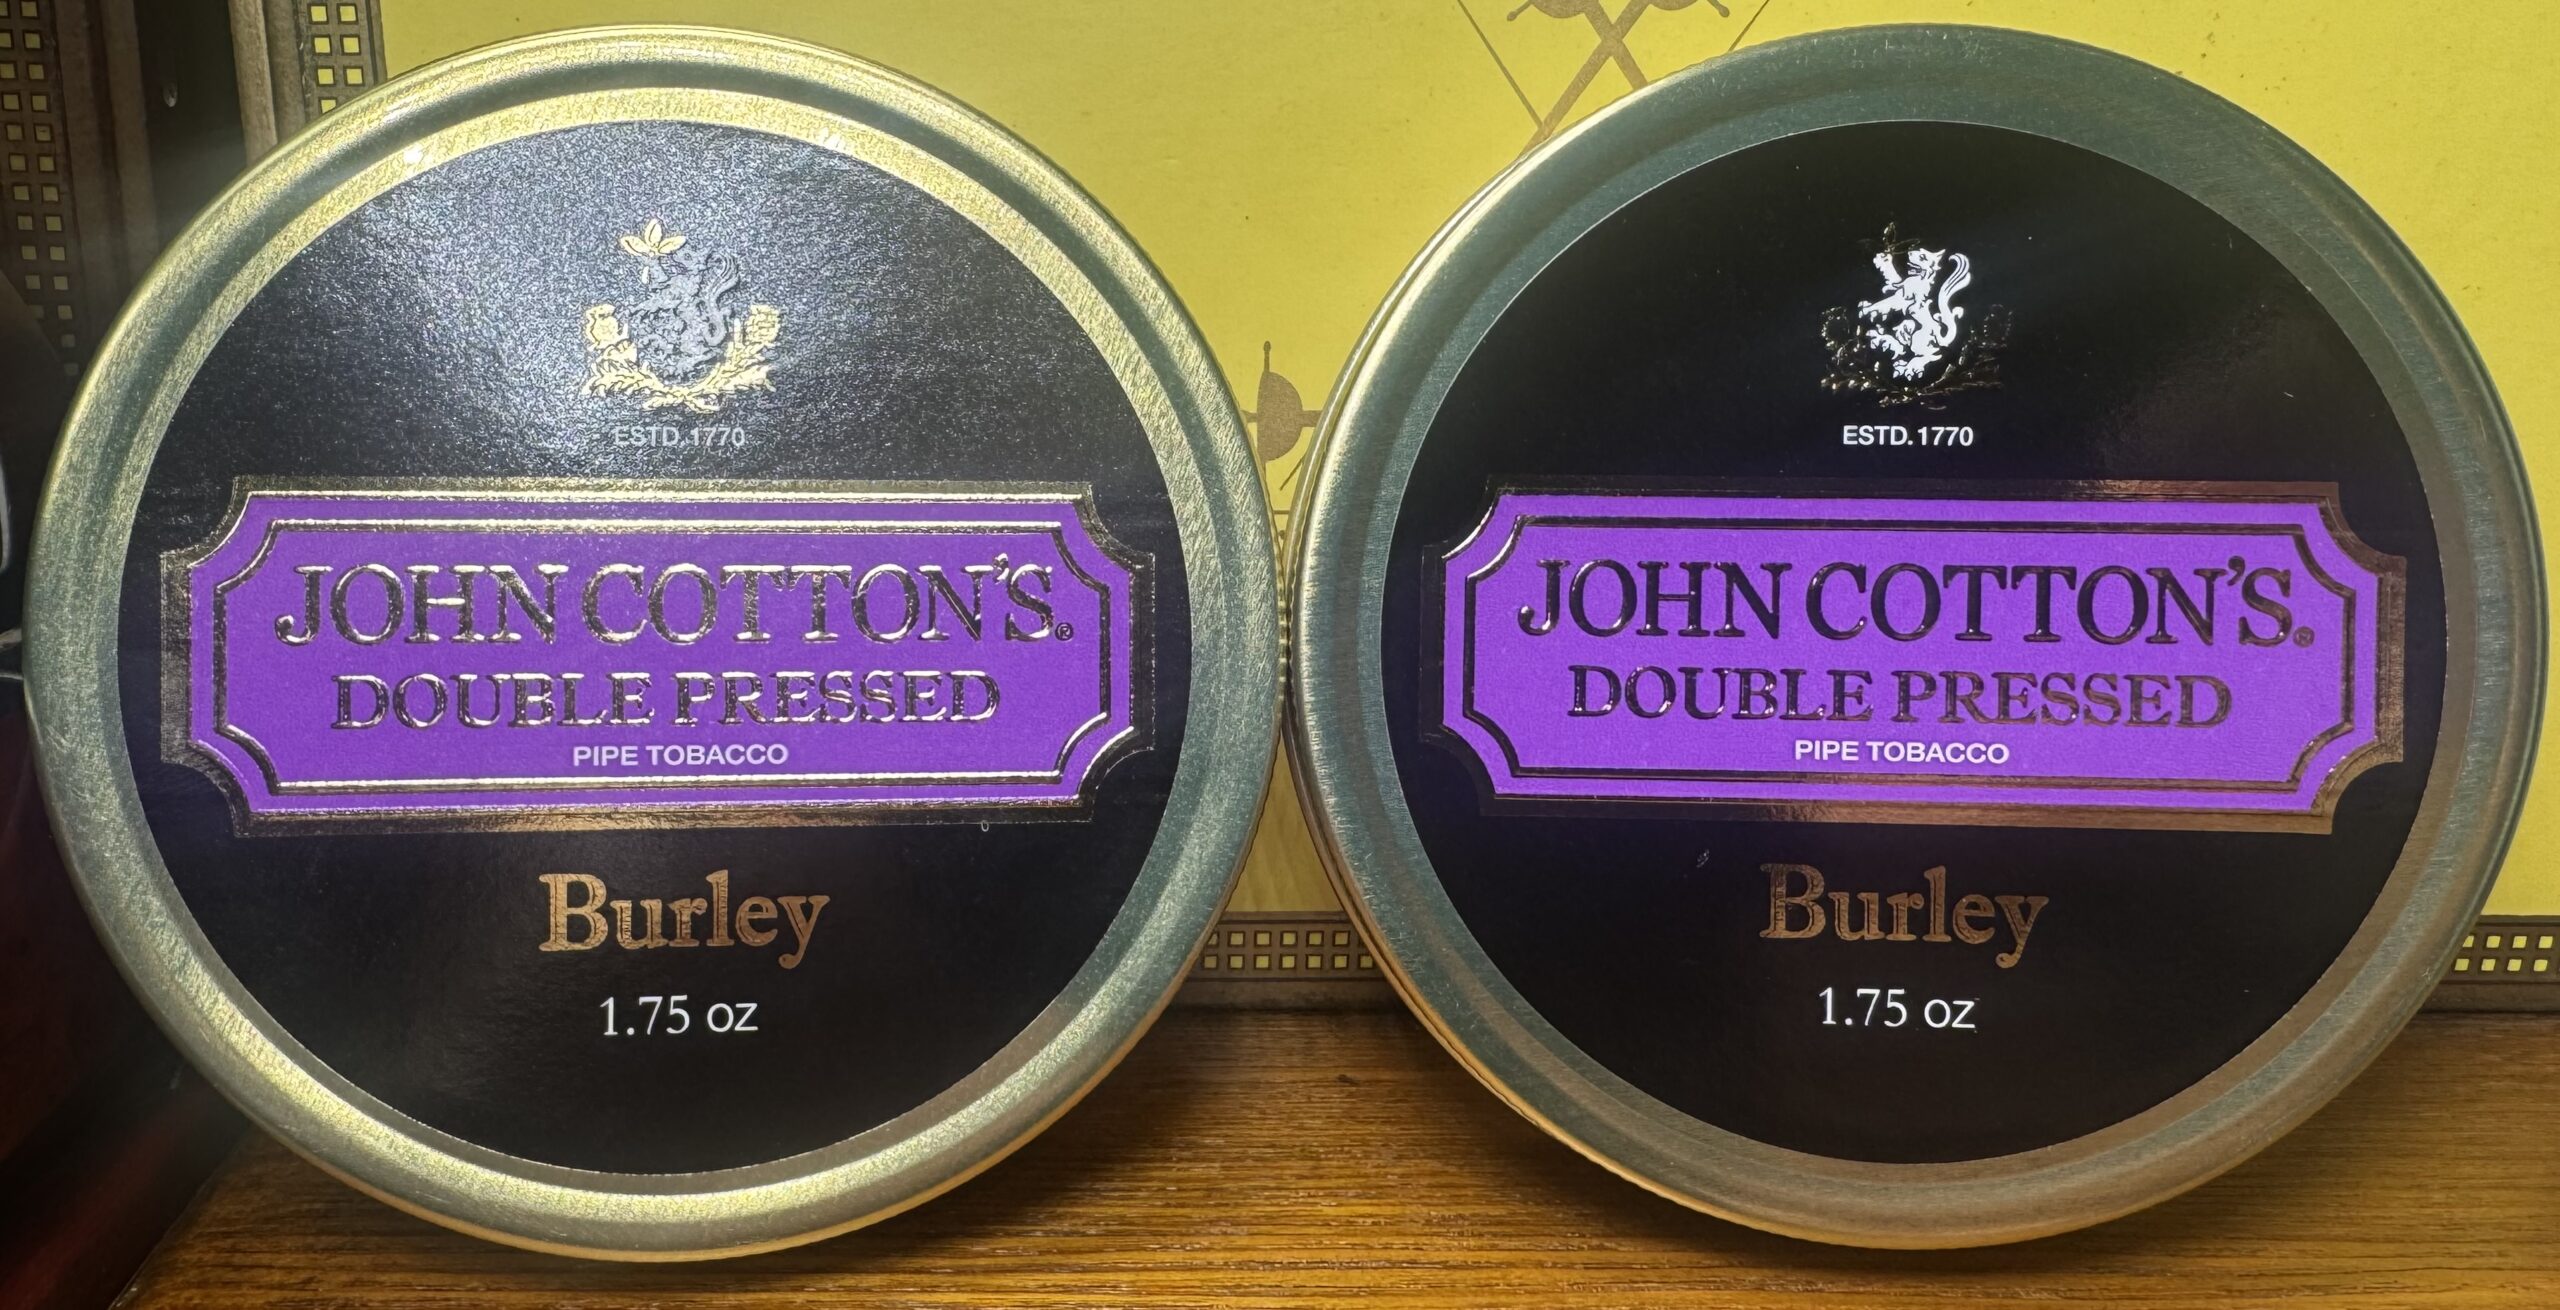 ESTD.1770
JOHN COTTON'S®
DOUBLE PRESSED
PIPE TOBACCO
Burley
1.75 oz
ESTD.1770
JOHN COTTON'S®
DOUBLE PRESSED
PIPE TOBACCO
Burley
1.75 oz